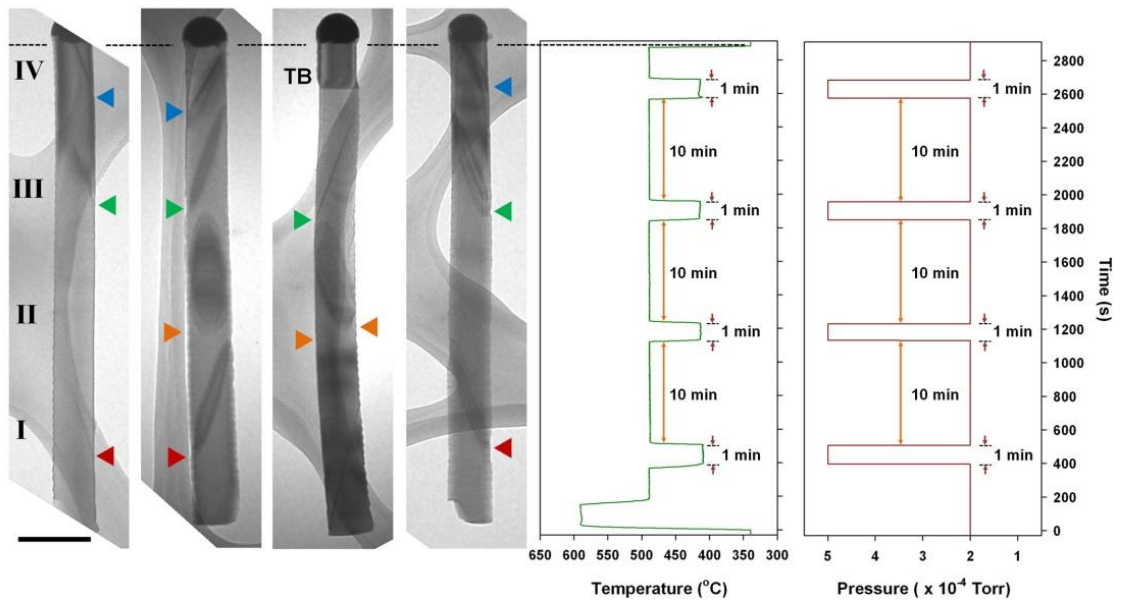 IV
III
II
I
TB
1 min
10 min
1 min
10 min
1 min
10 min
1 min
650 600 550 500 450 400 350 300
Temperature (°C)
1 min
10 min
1 min
10 min
1 min
10 min
1 min
5 4 3 2 1
Pressure ( x 10⁻⁴ Torr)
2800
2600
2400
2200
2000
1800
1600
1400
1200
1000
800
600
400
200
0
Time (s)